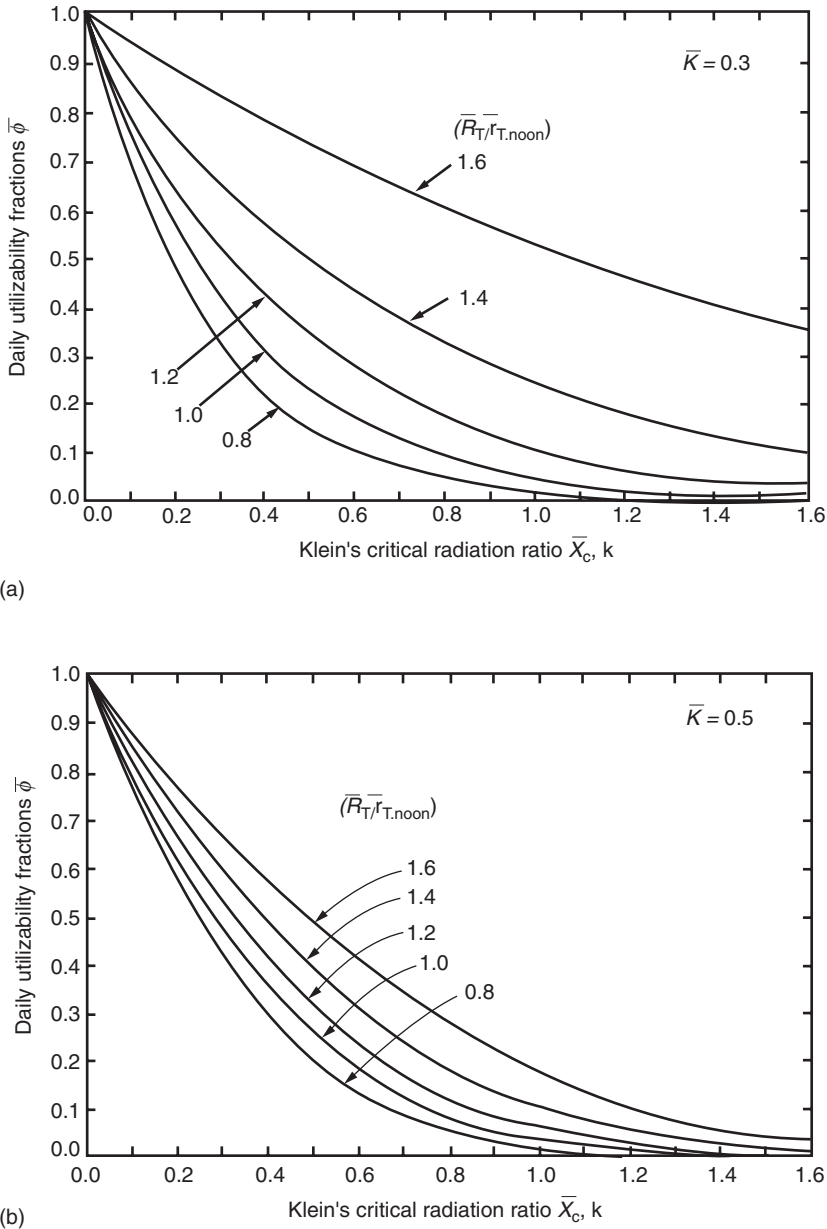 1.0
0.9
0.8
0.7
0.6
0.5
0.4
0.3
0.2
0.1
0.0
Daily utilizability fractions ϕ̅
K̅ = 0.3
(R̅T/r̅T.noon)
1.6
1.4
1.2
1.0
0.8
0.0 0.2 0.4 0.6 0.8 1.0 1.2 1.4 1.6
Klein's critical radiation ratio X̅c, k
(a)
1.0
0.9
0.8
0.7
0.6
0.5
0.4
0.3
0.2
0.1
0.0
Daily utilizability fractions ϕ̅
K̅ = 0.5
(R̅T/r̅T.noon)
1.6
1.4
1.2
1.0
0.8
0.0 0.2 0.4 0.6 0.8 1.0 1.2 1.4 1.6
Klein's critical radiation ratio X̅c, k
(b)